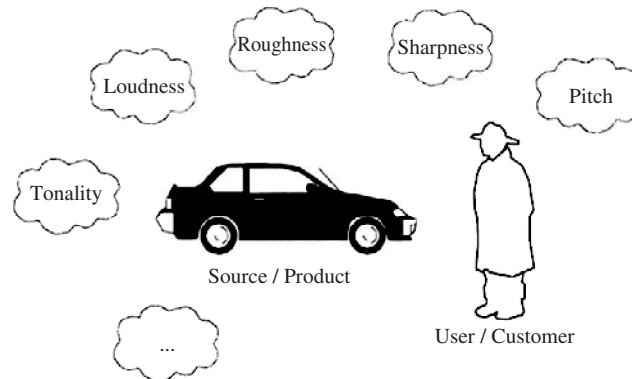 Roughness
Sharpness
Loudness
Pitch
Tonality
Source / Product
User / Customer
...